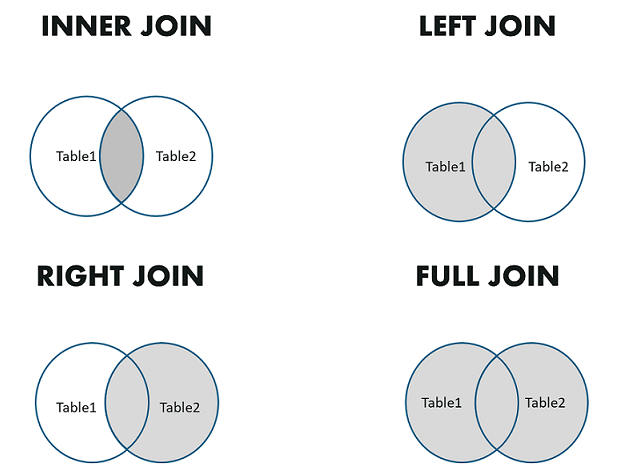 INNER JOIN
LEFT JOIN
Table1
Table2
Table1
Table2
RIGHT JOIN
FULL JOIN
Table1
Table2
Table1
Table2